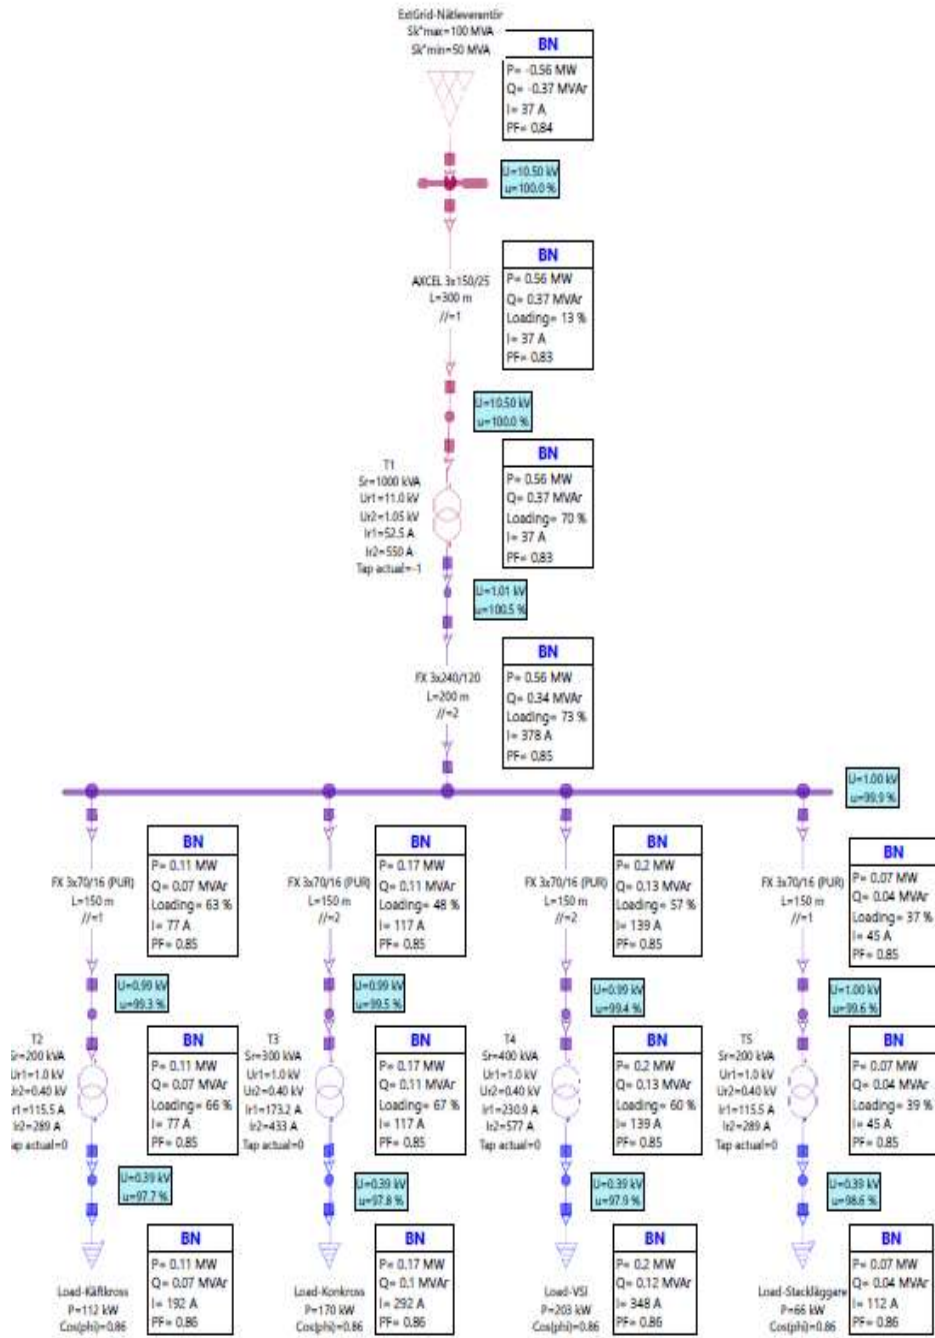 ExtGrid-Nätleverentör
Sk"max=100 MVA
Sk"min=50 MVA
BN
P= -0.56 MW
Q= -0.37 MVAr
I= 37 A
PF= 0.84
U=10.50 kV
u=100.0 %
AXCEL 3x150/25
L=300 m
//=1
BN
P= 0.56 MW
Q= 0.37 MVAr
Loading= 13 %
I= 37 A
PF= 0.83
U=10.50 kV
u=100.0 %
T1
Sr=1000 kVA
Ur1=11.0 kV
Ur2=1.05 kV
Ir1=52.5 A
Ir2=550 A
Tap actual=-1
BN
P= 0.56 MW
Q= 0.37 MVAr
Loading= 70 %
I= 37 A
PF= 0.83
U=1.01 kV
u=100.5 %
FX 3x240/120
L=200 m
//=2
BN
P= 0.56 MW
Q= 0.34 MVAr
Loading= 73 %
I= 378 A
PF= 0.85
U=1.00 kV
u=99.9 %
FX 3x70/16 (PUR)
L=150 m
//=1
BN
P= 0.11 MW
Q= 0.07 MVAr
Loading= 63 %
I= 77 A
PF= 0.85
FX 3x70/16 (PUR)
L=150 m
//=2
BN
P= 0.17 MW
Q= 0.11 MVAr
Loading= 48 %
I= 117 A
PF= 0.85
FX 3x70/16 (PUR)
L=150 m
//=2
BN
P= 0.2 MW
Q= 0.13 MVAr
Loading= 57 %
I= 139 A
PF= 0.85
FX 3x70/16 (PUR)
L=150 m
//=1
BN
P= 0.07 MW
Q= 0.04 MVAr
Loading= 37 %
I= 45 A
PF= 0.85
U=0.99 kV
u=99.3 %
U=0.99 kV
u=99.5 %
U=0.99 kV
u=99.4 %
U=1.00 kV
u=99.6 %
T2
Sr=200 kVA
Ur1=1.0 kV
Ur2=0.40 kV
Ir1=115.5 A
Ir2=289 A
Tap actual=0
BN
P= 0.11 MW
Q= 0.07 MVAr
Loading= 66 %
I= 77 A
PF= 0.85
T3
Sr=300 kVA
Ur1=1.0 kV
Ur2=0.40 kV
Ir1=173.2 A
Ir2=433 A
Tap actual=0
BN
P= 0.17 MW
Q= 0.11 MVAr
Loading= 67 %
I= 117 A
PF= 0.85
T4
Sr=400 kVA
Ur1=1.0 kV
Ur2=0.40 kV
Ir1=230.9 A
Ir2=577 A
Tap actual=0
BN
P= 0.2 MW
Q= 0.13 MVAr
Loading= 60 %
I= 139 A
PF= 0.85
T5
Sr=200 kVA
Ur1=1.0 kV
Ur2=0.40 kV
Ir1=115.5 A
Ir2=289 A
Tap actual=0
BN
P= 0.07 MW
Q= 0.04 MVAr
Loading= 39 %
I= 45 A
PF= 0.85
U=0.39 kV
u=97.7 %
U=0.39 kV
u=97.8 %
U=0.39 kV
u=97.9 %
U=0.39 kV
u=98.6 %
Load-Käftkross
P=112 kW
Cos(phi)=0.86
BN
P= 0.11 MW
Q= 0.07 MVAr
I= 192 A
PF= 0.86
Load-Konkross
P=170 kW
Cos(phi)=0.86
BN
P= 0.17 MW
Q= 0.1 MVAr
I= 292 A
PF= 0.86
Load-VSI
P=203 kW
Cos(phi)=0.86
BN
P= 0.2 MW
Q= 0.12 MVAr
I= 348 A
PF= 0.86
Load-Stackläggare
P=66 kW
Cos(phi)=0.86
BN
P= 0.07 MW
Q= 0.04 MVAr
I= 112 A
PF= 0.86